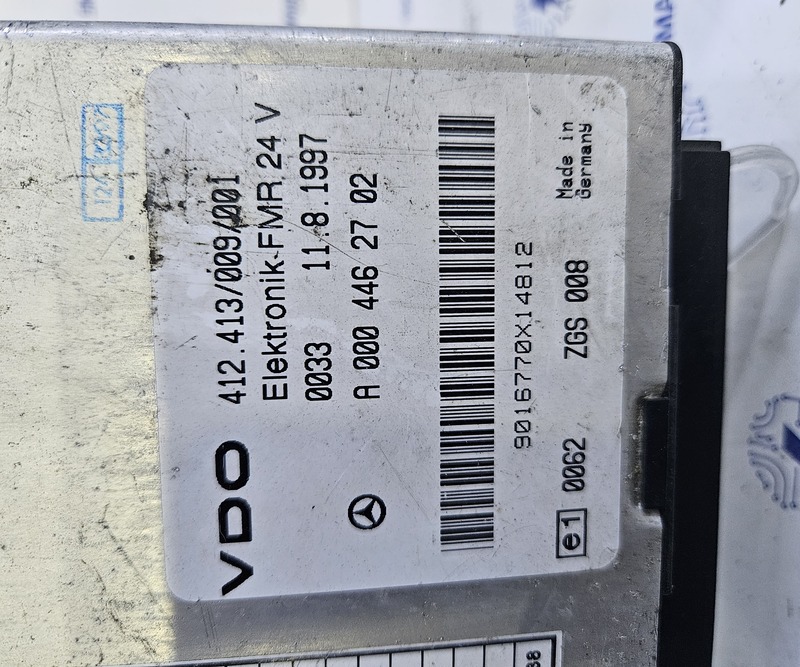 VDO
412.413/009/001
Elektronik-FMR 24 V
0033 11.8.1997
A 000 446 27 02
9016770X14812
e1 0062 ZGS 008
Made in
Germany